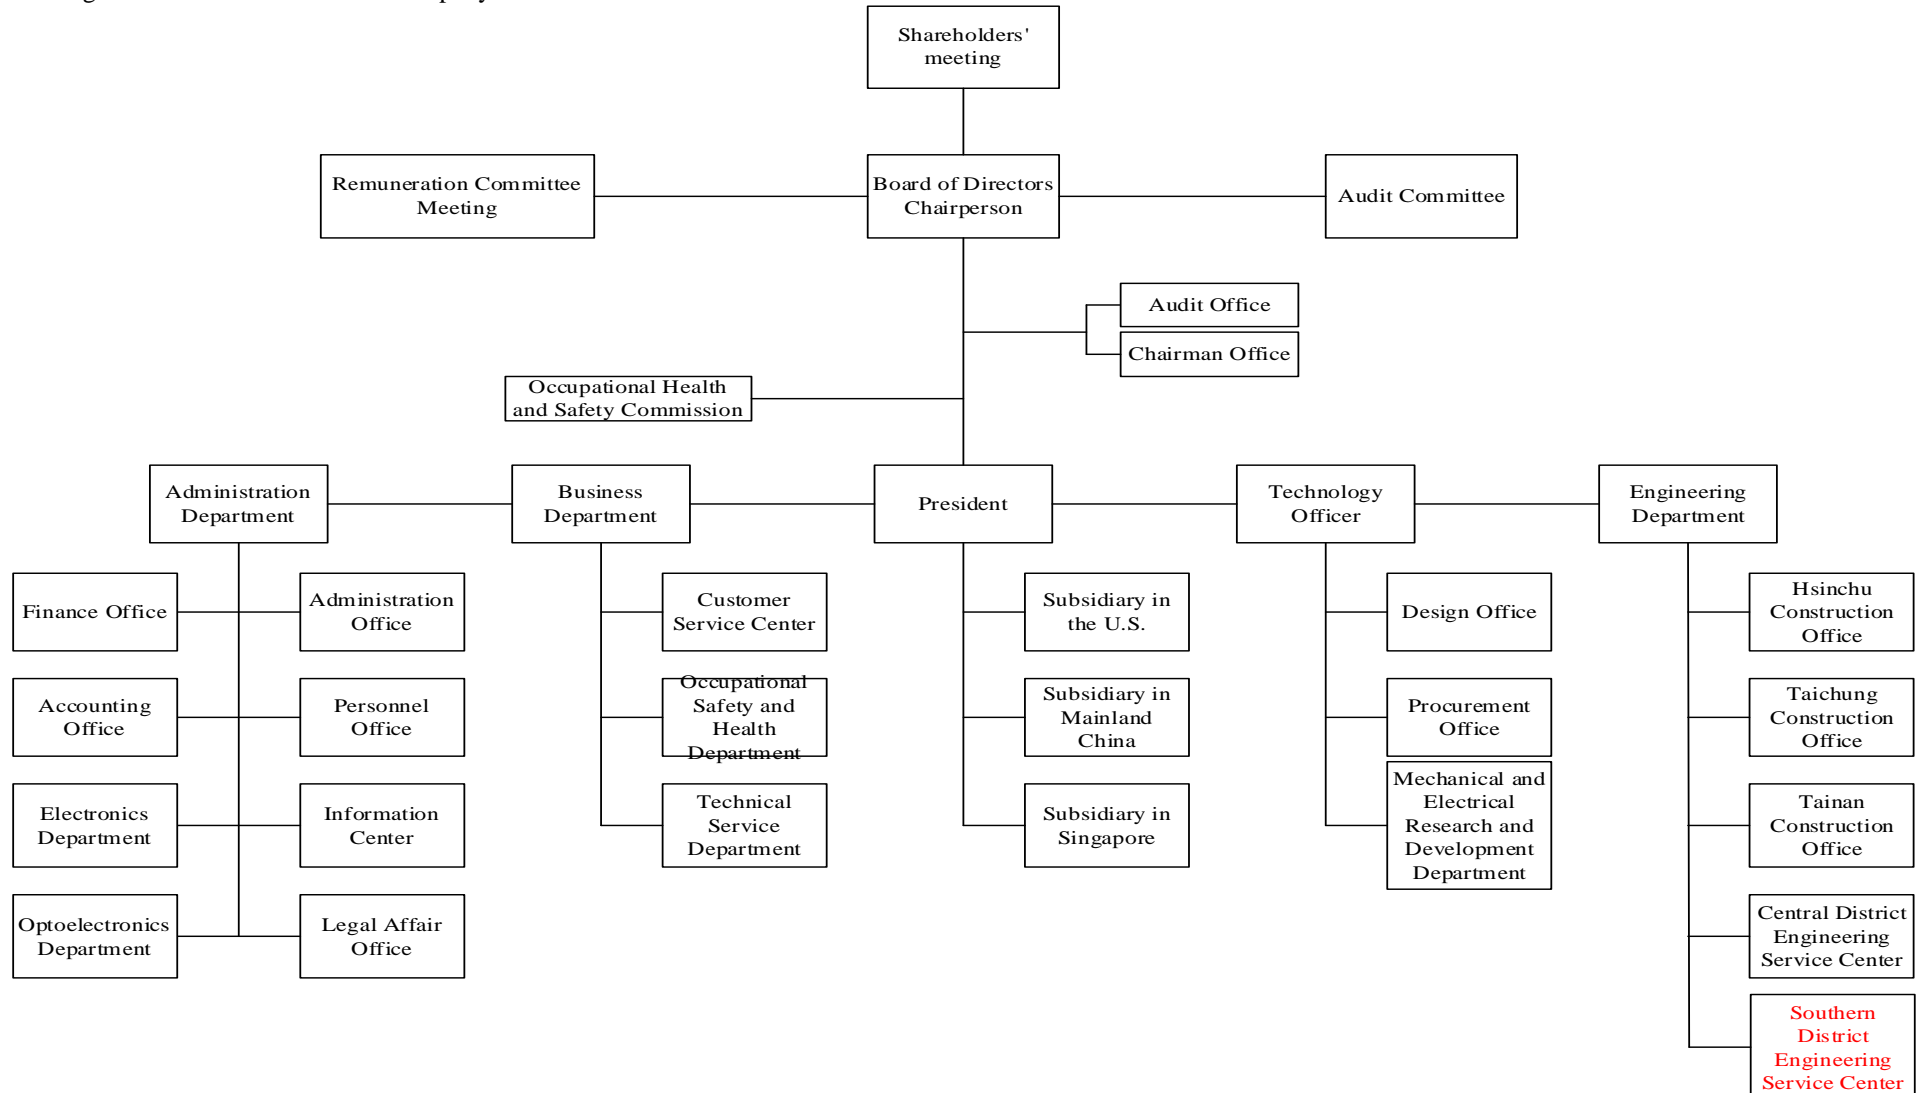 Shareholders'
meeting
Remuneration Committee
Meeting
Board of Directors
Chairperson
Audit Committee
Audit Office
Chairman Office
Occupational Health
and Safety Commission
Administration
Department
Business
Department
President
Technology
Officer
Engineering
Department
Finance Office
Administration
Office
Customer
Service Center
Subsidiary in
the U.S.
Design Office
Hsinchu
Construction
Office
Accounting
Office
Personnel
Office
Occupational
Safety and
Health
Department
Subsidiary in
Mainland
China
Procurement
Office
Taichung
Construction
Office
Electronics
Department
Information
Center
Technical
Service
Department
Subsidiary in
Singapore
Mechanical and
Electrical
Research and
Development
Department
Tainan
Construction
Office
Optoelectronics
Department
Legal Affair
Office
Central District
Engineering
Service Center
Southern
District
Engineering
Service Center